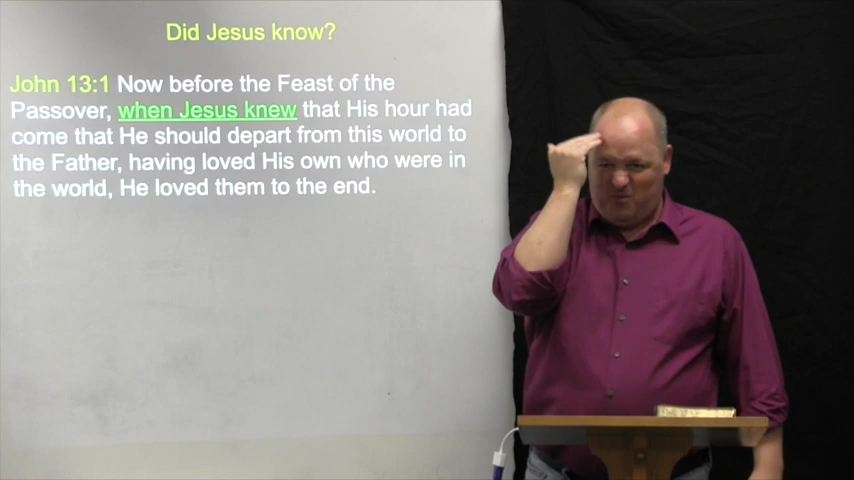 Did Jesus know?
John 13:1 Now before the Feast of the
Passover, when Jesus knew that His hour had
come that He should depart from this world to
the Father, having loved His own who were in
the world, He loved them to the end.